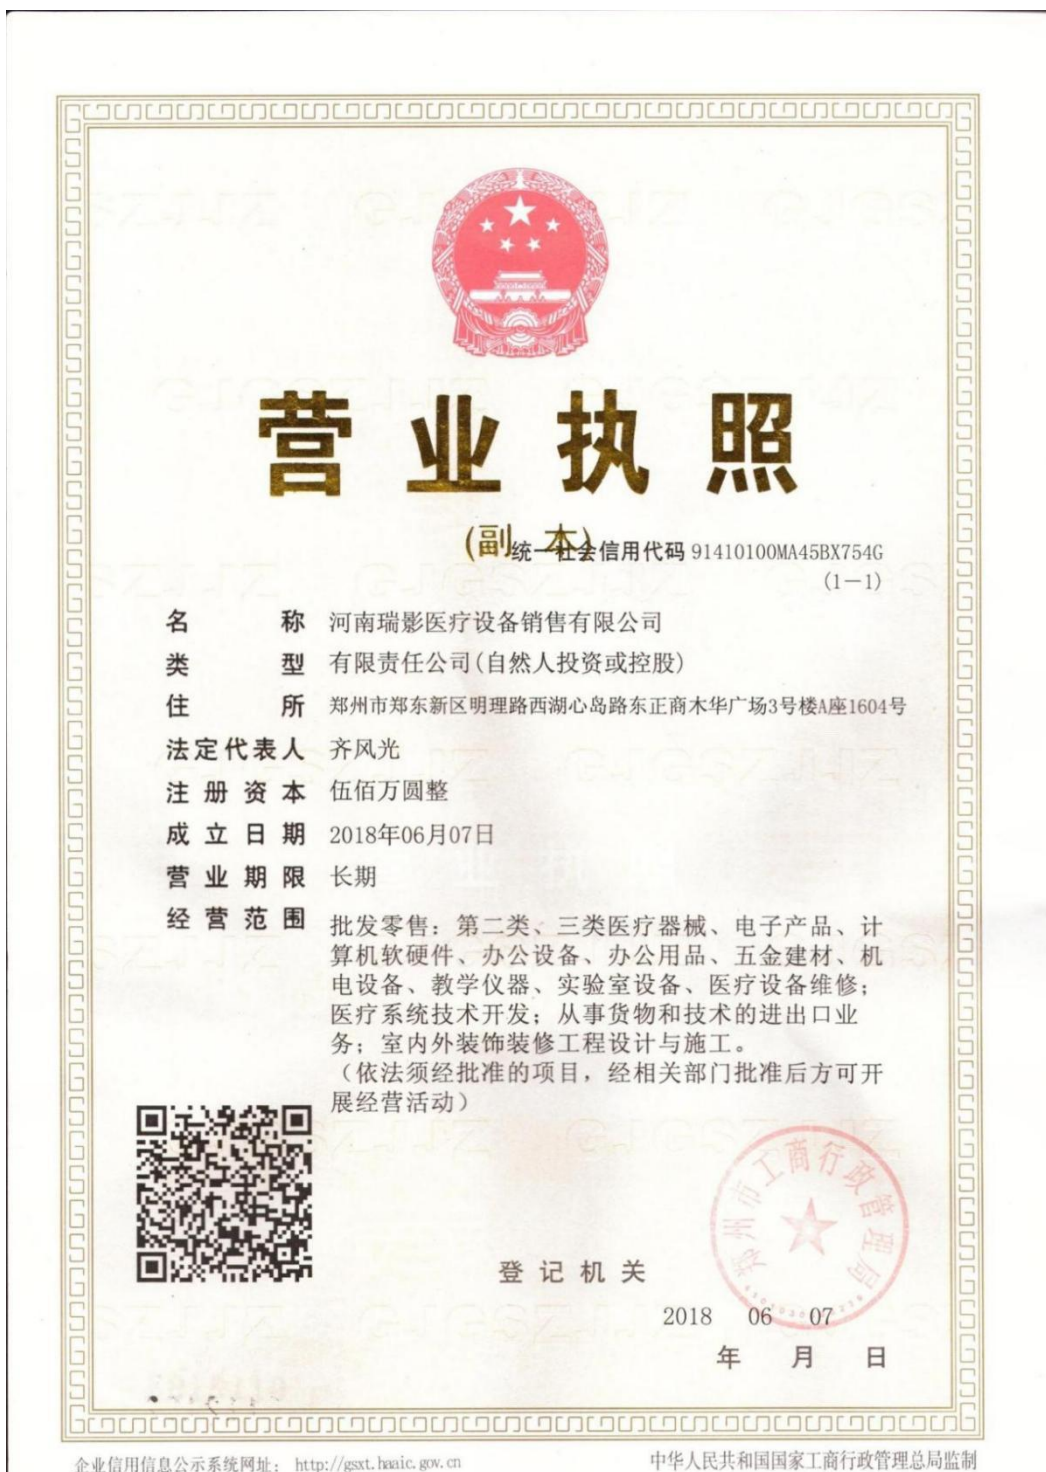 营业执照
(副 本)
统一社会信用代码 91410100MA45BX754G
(1-1)
名 称 河南瑞影医疗设备销售有限公司
类 型 有限责任公司(自然人投资或控股)
住 所 郑州市郑东新区明理路西湖心岛路东正商木华广场3号楼A座1604号
法定代表人 齐风光
注册资本 伍佰万圆整
成立日期 2018年06月07日
营业期限 长期
经营范围 批发零售：第二类、三类医疗器械、电子产品、计
算机软硬件、办公设备、办公用品、五金建材、机
电设备、教学仪器、实验室设备、医疗设备维修；
医疗系统技术开发；从事货物和技术的进出口业
务；室内外装饰装修工程设计与施工。
（依法须经批准的项目，经相关部门批准后方可开
展经营活动）
郑州市工商行政管理局
登记机关
2018 06 07
年 月 日
企业信用信息公示系统网址： http://gsxt.haaic.gov.cn
中华人民共和国国家工商行政管理总局监制